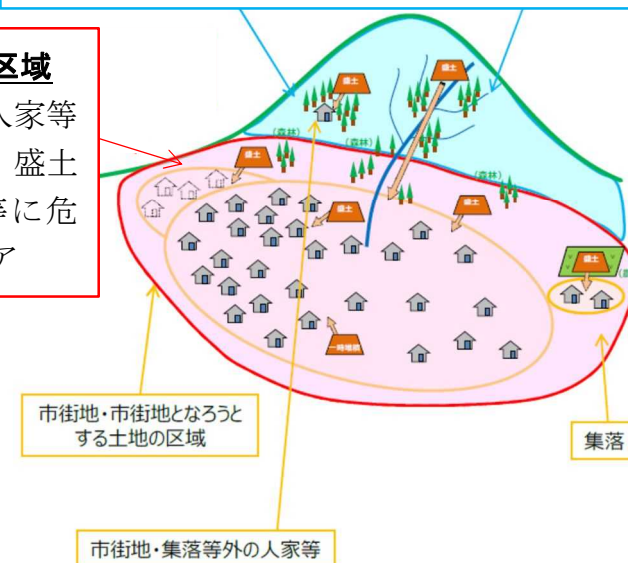 区域
人家等
盛土
等に危
ア
盛土
盛土
(森林)
(森林)
(森林)
盛土
盛土
盛土
盛土
一時堆積
市街地・市街地となろうと
する土地の区域
集落
市街地・集落等外の人家等